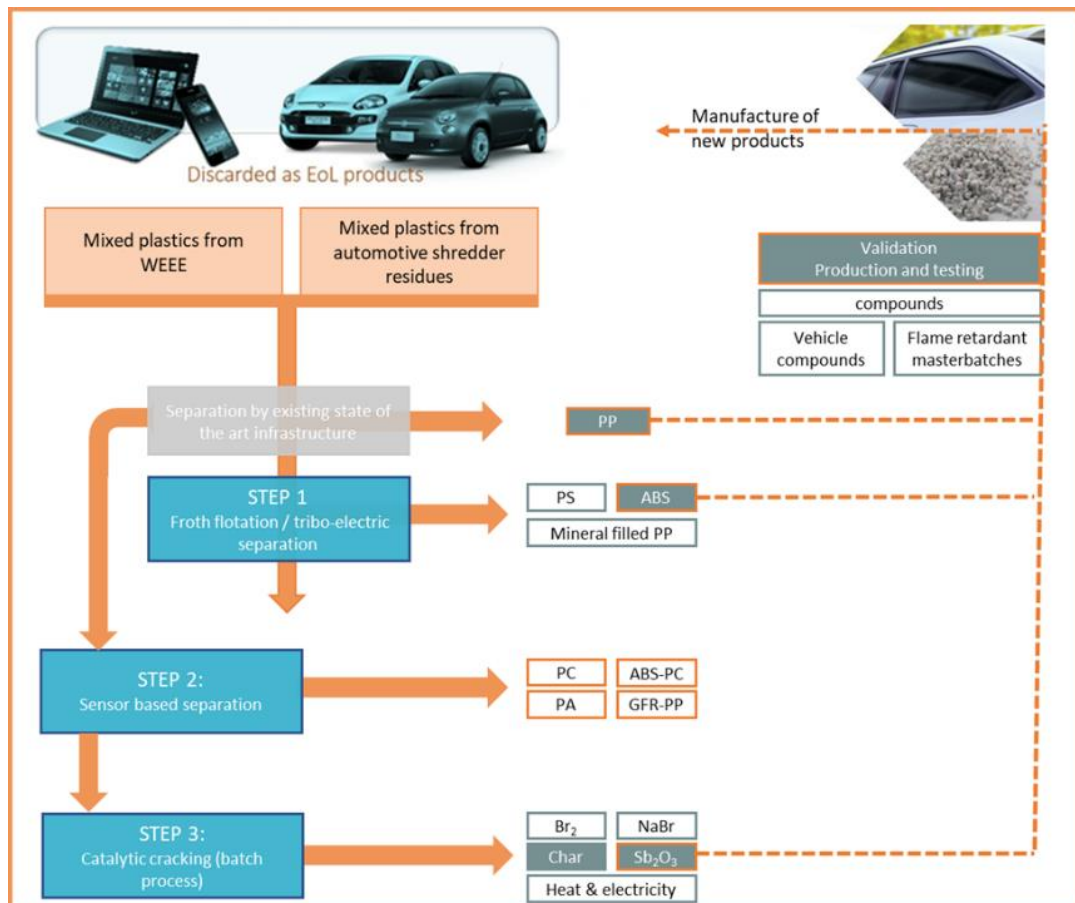 Discarded as EoL products
Manufacture of
new products
Mixed plastics from
WEEE
Mixed plastics from
automotive shredder
residues
Validation
Production and testing
compounds
Vehicle
compounds
Flame retardant
masterbatches
Separation by existing state of
the art infrastructure
PP
STEP 1
Froth flotation / tribo-electric
separation
PS
ABS
Mineral filled PP
STEP 2:
Sensor based separation
PC
ABS-PC
PA
GFR-PP
STEP 3:
Catalytic cracking (batch
process)
Br₂
NaBr
Char
Sb₂O₃
Heat & electricity